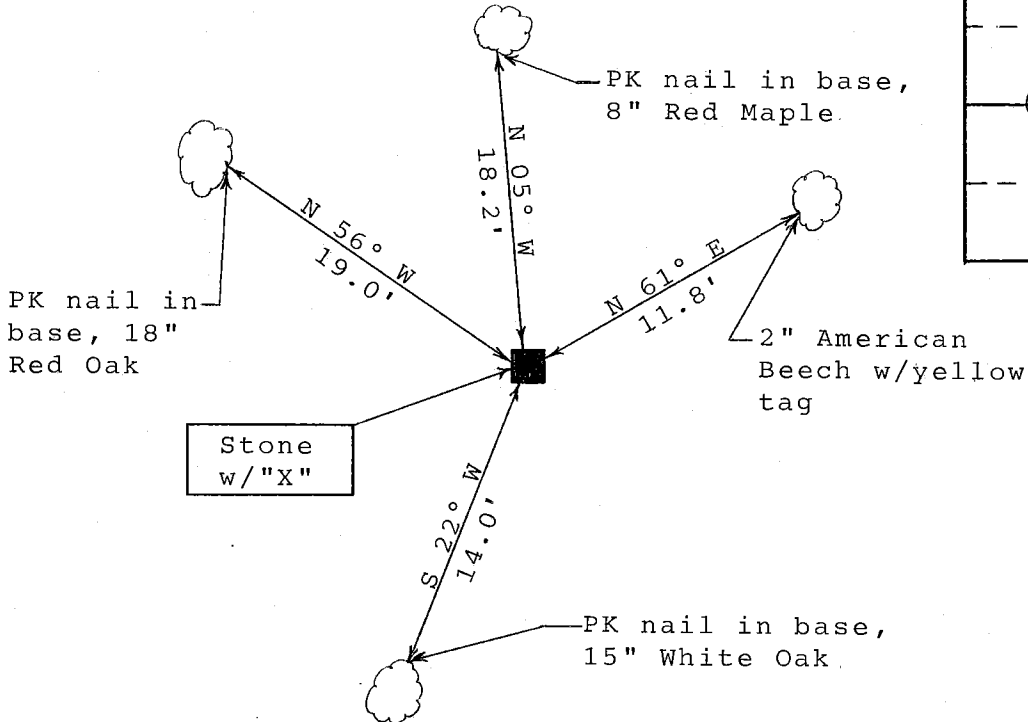 PK nail in base,
8" Red Maple
N 05° W
18.2'
N 56° W
19.0'
N 61° E
11.8'
PK nail in
base, 18"
Red Oak
2" American
Beech w/yellow
tag
Stone
w/"X"
S 22° W
14.0'
PK nail in base,
15" White Oak